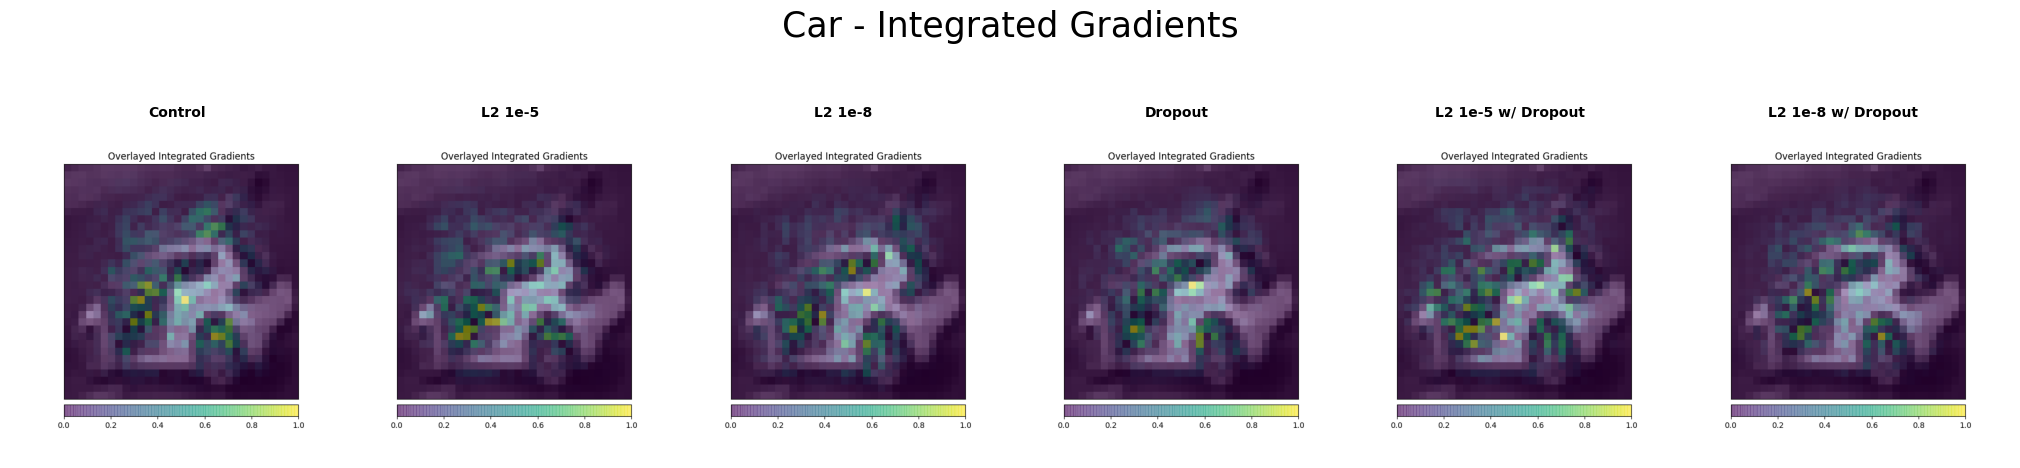 Car - Integrated Gradients
Control L2 1e-5 L2 1e-8 Dropout L2 1e-5 w/ Dropout L2 1e-8 w/ Dropout
Overlayed Integrated Gradients Overlayed Integrated Gradients Overlayed Integrated Gradients Overlayed Integrated Gradients Overlayed Integrated Gradients Overlayed Integrated Gradients
0.0 0.2 0.4 0.6 0.8 1.0 0.0 0.2 0.4 0.6 0.8 1.0 0.0 0.2 0.4 0.6 0.8 1.0 0.0 0.2 0.4 0.6 0.8 1.0 0.0 0.2 0.4 0.6 0.8 1.0 0.0 0.2 0.4 0.6 0.8 1.0